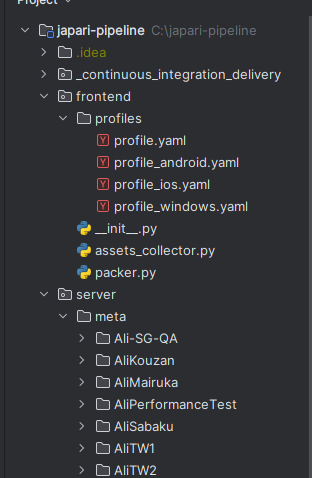 Project
japari-pipeline C:\japari-pipeline
.idea
_continuous_integration_delivery
frontend
profiles
profile.yaml
profile_android.yaml
profile_ios.yaml
profile_windows.yaml
__init__.py
assets_collector.py
packer.py
server
meta
Ali-SG-QA
AliKouzan
AliMairuka
AliPerformanceTest
AliSabaku
AliTW1
AliTW2